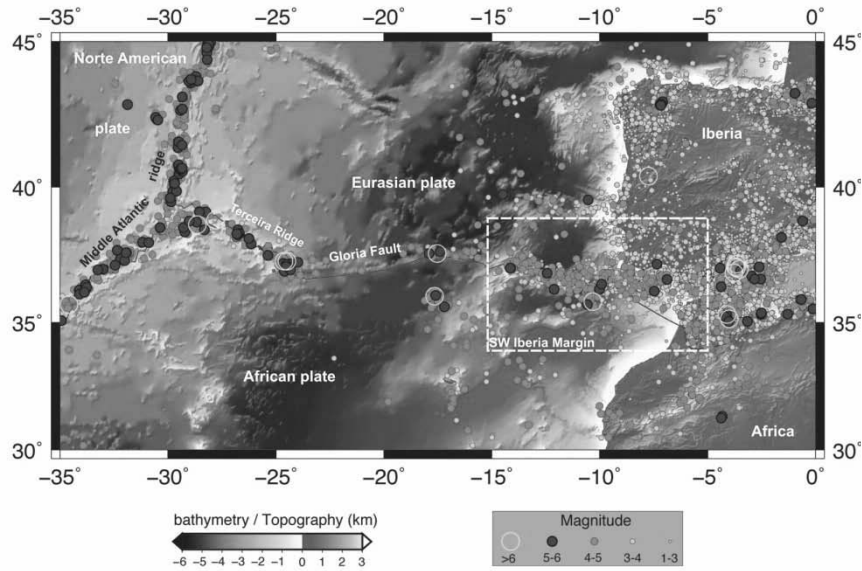 −35° −30° −25° −20° −15° −10° −5° 0°
45° 45°
Norte American
plate
Iberia
Eurasian plate
40° 40°
ridge
Middle Atlantic
Terceira Ridge
Gloria Fault
35° 35°
SW Iberia Margin
African plate
Africa
30° 30°
−35° −30° −25° −20° −15° −10° −5° 0°
bathymetry / Topography (km)
−6 −5 −4 −3 −2 −1 0 1 2 3
Magnitude
>6 5-6 4-5 3-4 1-3